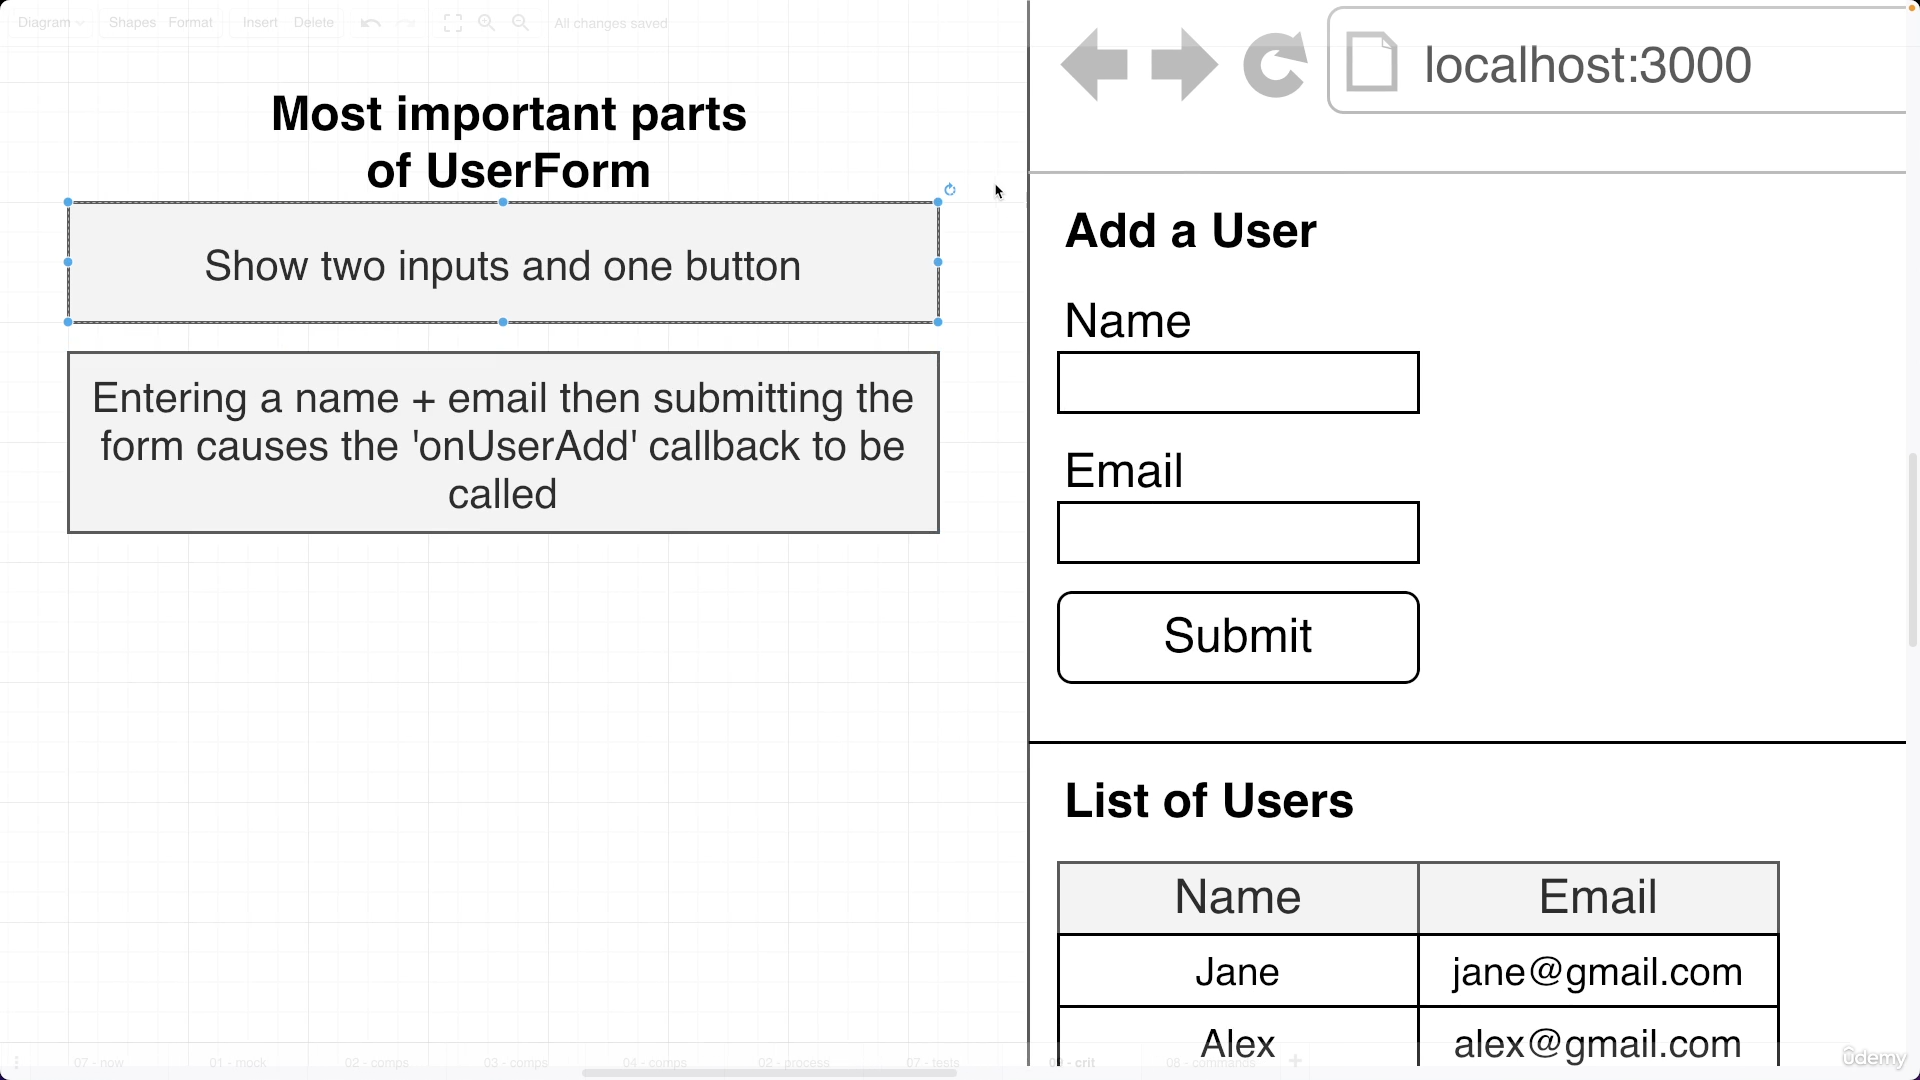 Diagram Shapes Format Insert Delete All changes saved
Most important parts
of UserForm
Show two inputs and one button
Entering a name + email then submitting the
form causes the 'onUserAdd' callback to be
called
localhost:3000
Add a User
Name
Email
Submit
List of Users
Name Email
Jane jane@gmail.com
Alex alex@gmail.com
07 - now 01 - mock 02 - comps 03 - comps 04 - comps 02 - process 07 - tests - crit 08 - commands +
ûdemy